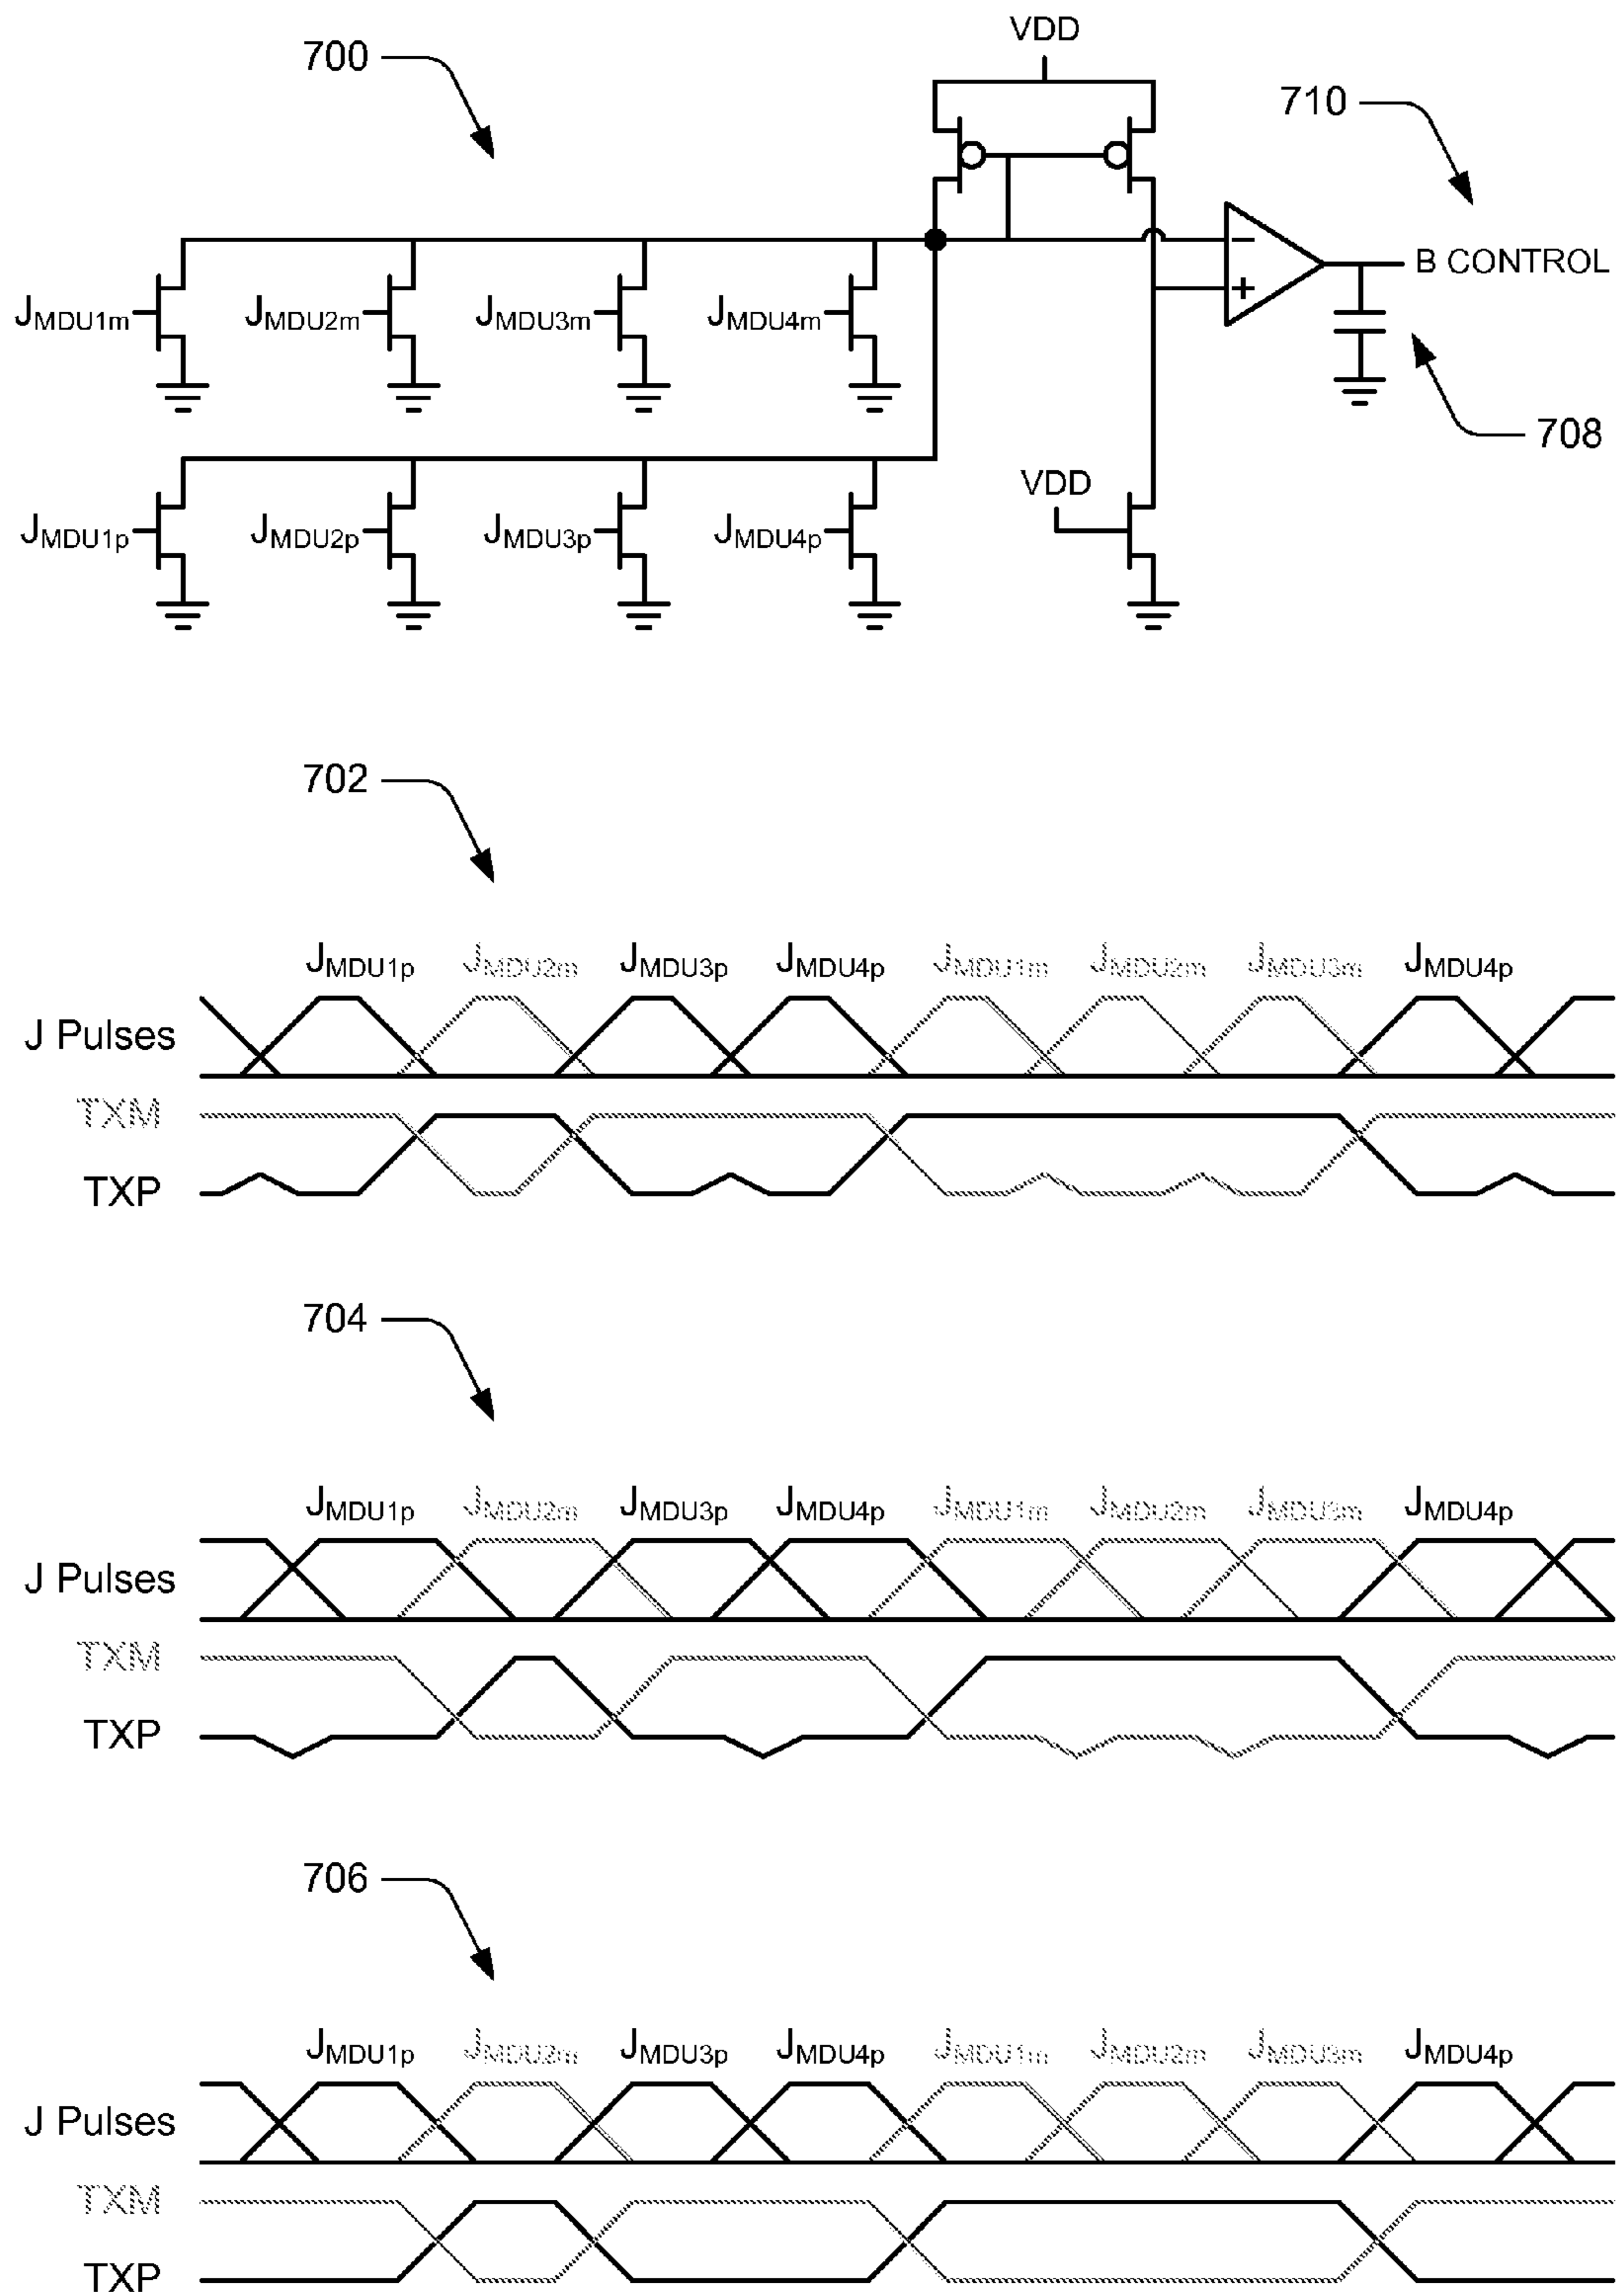 VDD
700
710
B CONTROL
JMDU1m JMDU2m JMDU3m JMDU4m
708
VDD
JMDU1p JMDU2p JMDU3p JMDU4p
702
JMDU1p JMDU2m JMDU3p JMDU4p JMDU1m JMDU2m JMDU3m JMDU4p
J Pulses
TXM
TXP
704
JMDU1p JMDU2m JMDU3p JMDU4p JMDU1m JMDU2m JMDU3m JMDU4p
J Pulses
TXM
TXP
706
JMDU1p JMDU2m JMDU3p JMDU4p JMDU1m JMDU2m JMDU3m JMDU4p
J Pulses
TXM
TXP